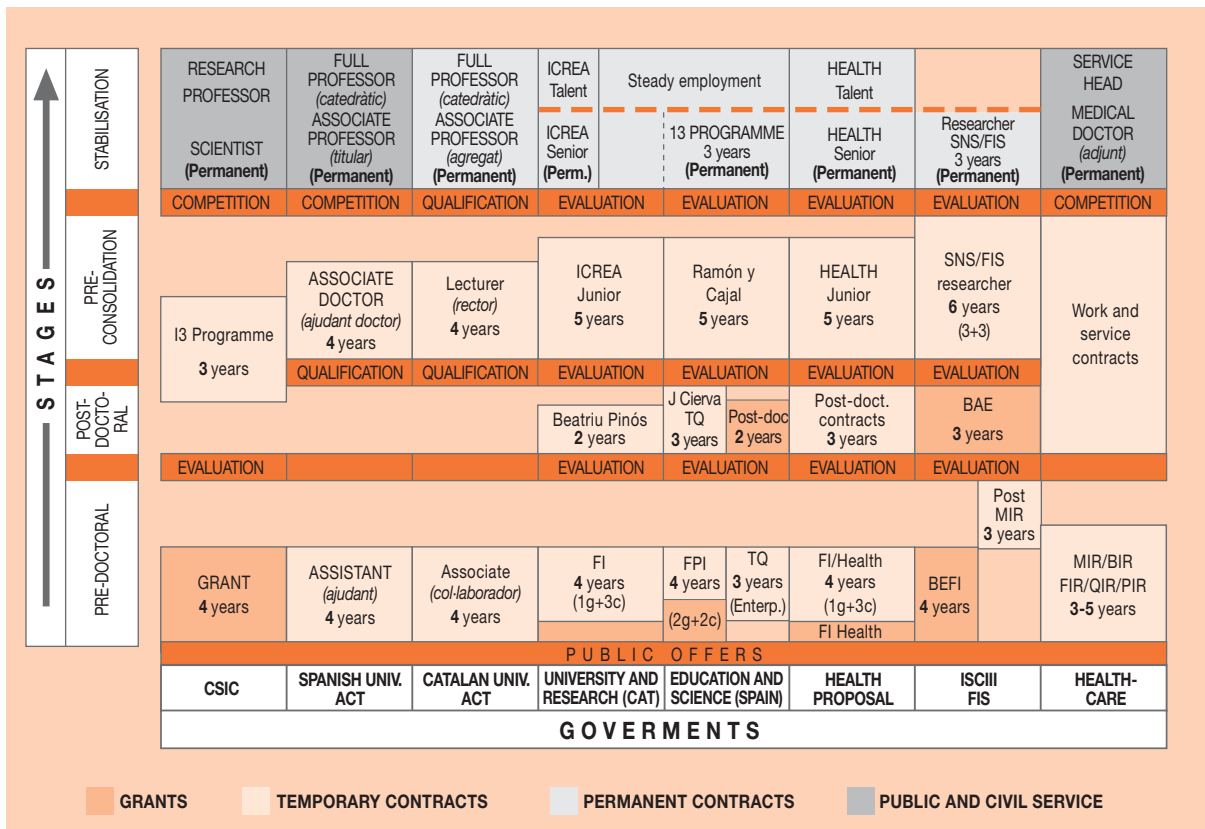 STAGES
STABILISATION
PRE-
CONSOLIDATION
POST-
DOCTO-
RAL
PRE-DOCTORAL
RESEARCH
PROFESSOR
SCIENTIST
(Permanent)
FULL
PROFESSOR
(catedràtic)
ASSOCIATE
PROFESSOR
(titular)
(Permanent)
FULL
PROFESSOR
(catedràtic)
ASSOCIATE
PROFESSOR
(agregat)
(Permanent)
ICREA
Talent
ICREA
Senior
(Perm.)
Steady employment
13 PROGRAMME
3 years
(Permanent)
HEALTH
Talent
HEALTH
Senior
(Permanent)
Researcher
SNS/FIS
3 years
(Permanent)
SERVICE
HEAD
MEDICAL
DOCTOR
(adjunt)
(Permanent)
COMPETITION
COMPETITION
QUALIFICATION
EVALUATION
EVALUATION
EVALUATION
EVALUATION
COMPETITION
I3 Programme
3 years
ASSOCIATE
DOCTOR
(ajudant doctor)
4 years
Lecturer
(rector)
4 years
ICREA
Junior
5 years
Ramón y
Cajal
5 years
HEALTH
Junior
5 years
SNS/FIS
researcher
6 years
(3+3)
Work and
service
contracts
QUALIFICATION
QUALIFICATION
EVALUATION
EVALUATION
EVALUATION
EVALUATION
Beatriu Pinós
2 years
J Cierva
TQ
3 years
Post-doc
2 years
Post-doct.
contracts
3 years
BAE
3 years
EVALUATION
EVALUATION
EVALUATION
EVALUATION
EVALUATION
GRANT
4 years
ASSISTANT
(ajudant)
4 years
Associate
(col·laborador)
4 years
FI
4 years
(1g+3c)
FPI
4 years
(2g+2c)
TQ
3 years
(Enterp.)
FI/Health
4 years
(1g+3c)
FI Health
BEFI
4 years
Post
MIR
3 years
MIR/BIR
FIR/QIR/PIR
3-5 years
PUBLIC OFFERS
CSIC
SPANISH UNIV.
ACT
CATALAN UNIV.
ACT
UNIVERSITY AND
RESEARCH (CAT)
EDUCATION AND
SCIENCE (SPAIN)
HEALTH
PROPOSAL
ISCIII
FIS
HEALTH-
CARE
GOVERMENTS
GRANTS
TEMPORARY CONTRACTS
PERMANENT CONTRACTS
PUBLIC AND CIVIL SERVICE